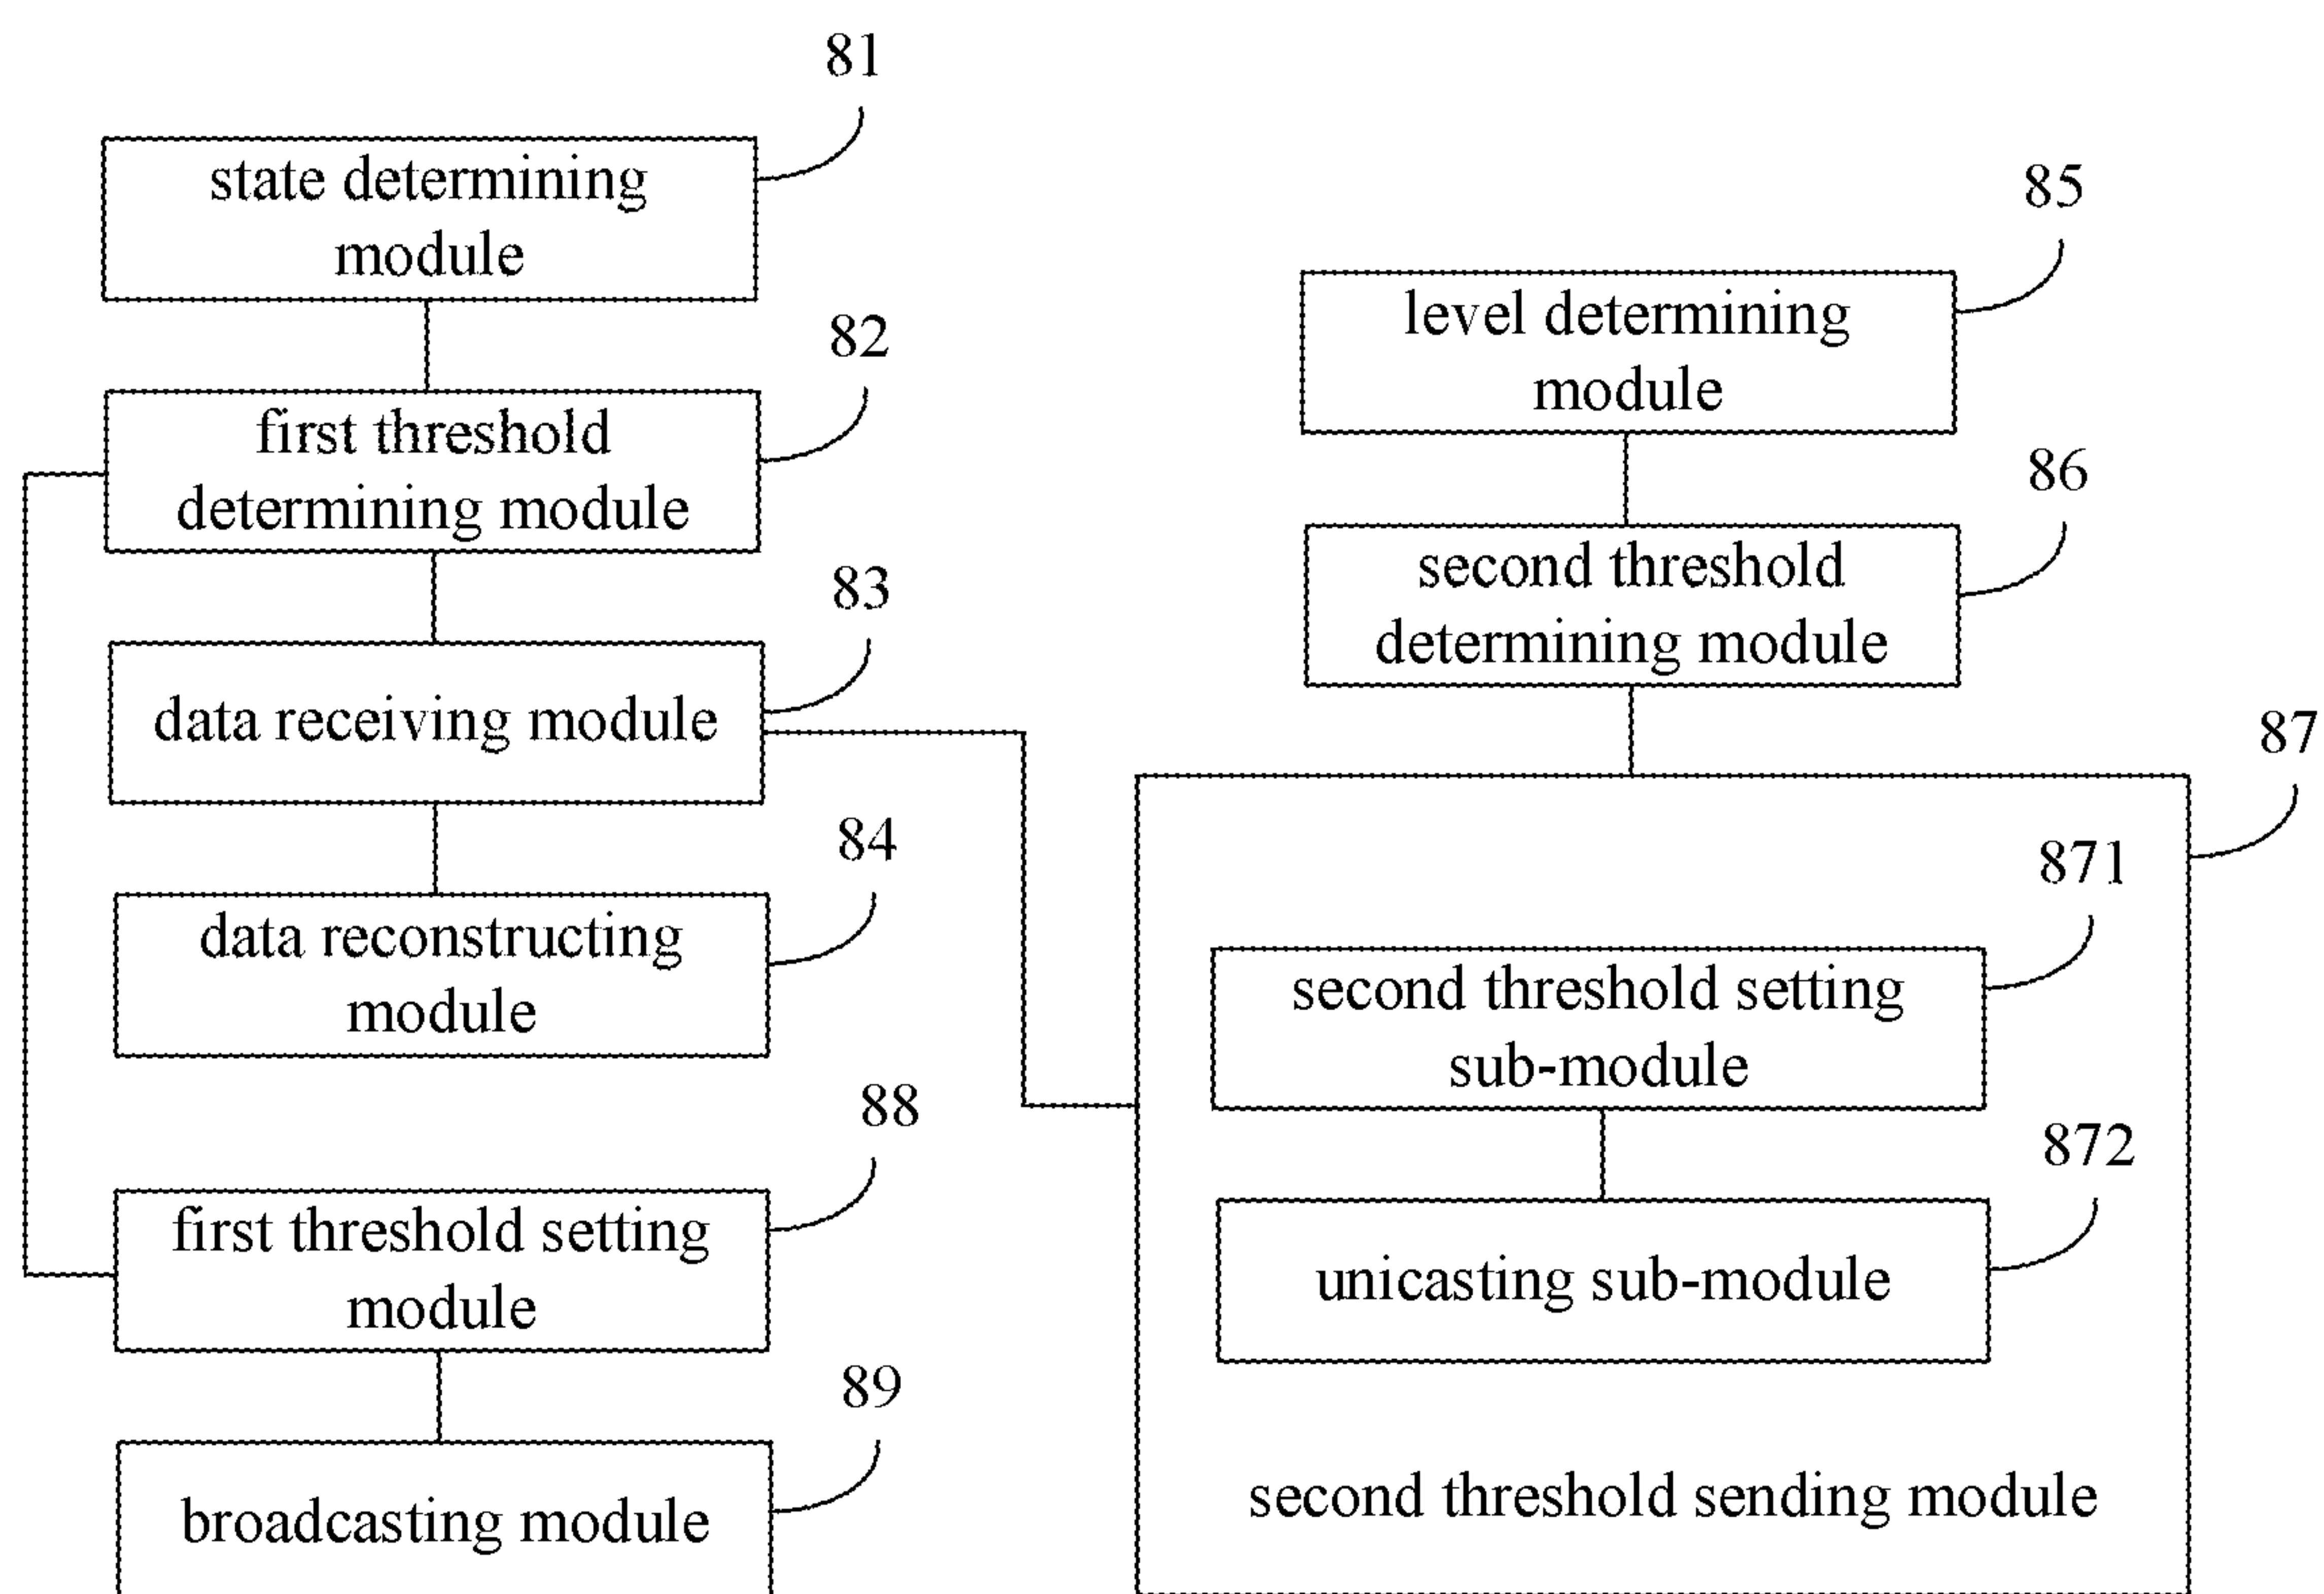 81
state determining
module
82
first threshold
determining module
83
data receiving module
84
data reconstructing
module
88
first threshold setting
module
89
broadcasting module
85
level determining
module
86
second threshold
determining module
87
871
second threshold setting
sub-module
872
unicasting sub-module
second threshold sending module